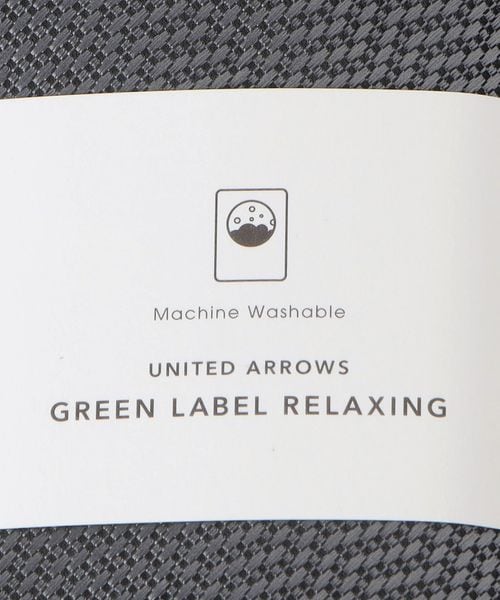 Machine Washable
UNITED ARROWS
GREEN LABEL RELAXING